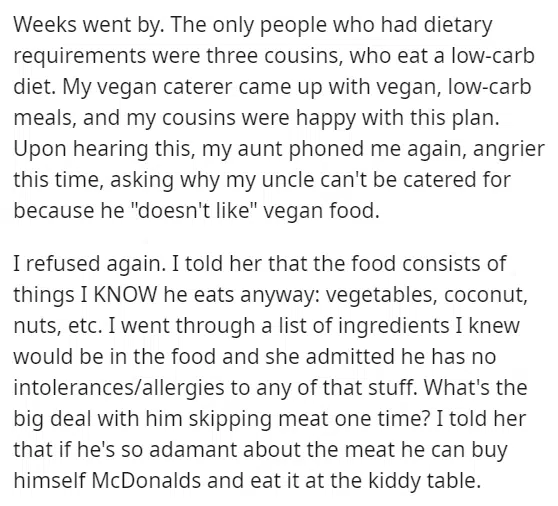 Weeks went by. The only people who had dietary
requirements were three cousins, who eat a low-carb
diet. My vegan caterer came up with vegan, low-carb
meals, and my cousins were happy with this plan.
Upon hearing this, my aunt phoned me again, angrier
this time, asking why my uncle can't be catered for
because he "doesn't like" vegan food.
I refused again. I told her that the food consists of
things I KNOW he eats anyway: vegetables, coconut,
nuts, etc. I went through a list of ingredients I knew
would be in the food and she admitted he has no
intolerances/allergies to any of that stuff. What's the
big deal with him skipping meat one time? I told her
that if he's so adamant about the meat he can buy
himself McDonalds and eat it at the kiddy table.